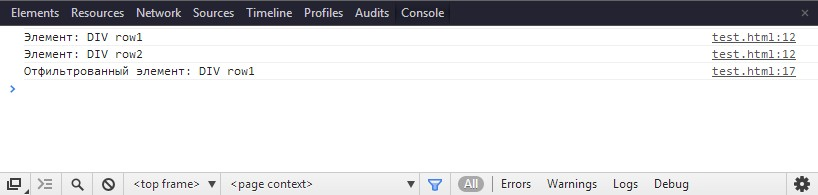 Elements Resources Network Sources Timeline Profiles Audits Console ×
Элемент: DIV row1 test.html:12
Элемент: DIV row2 test.html:12
Отфильтрованный элемент: DIV row1 test.html:17
>
<top frame> ▼ <page context> ▼ All Errors Warnings Logs Debug